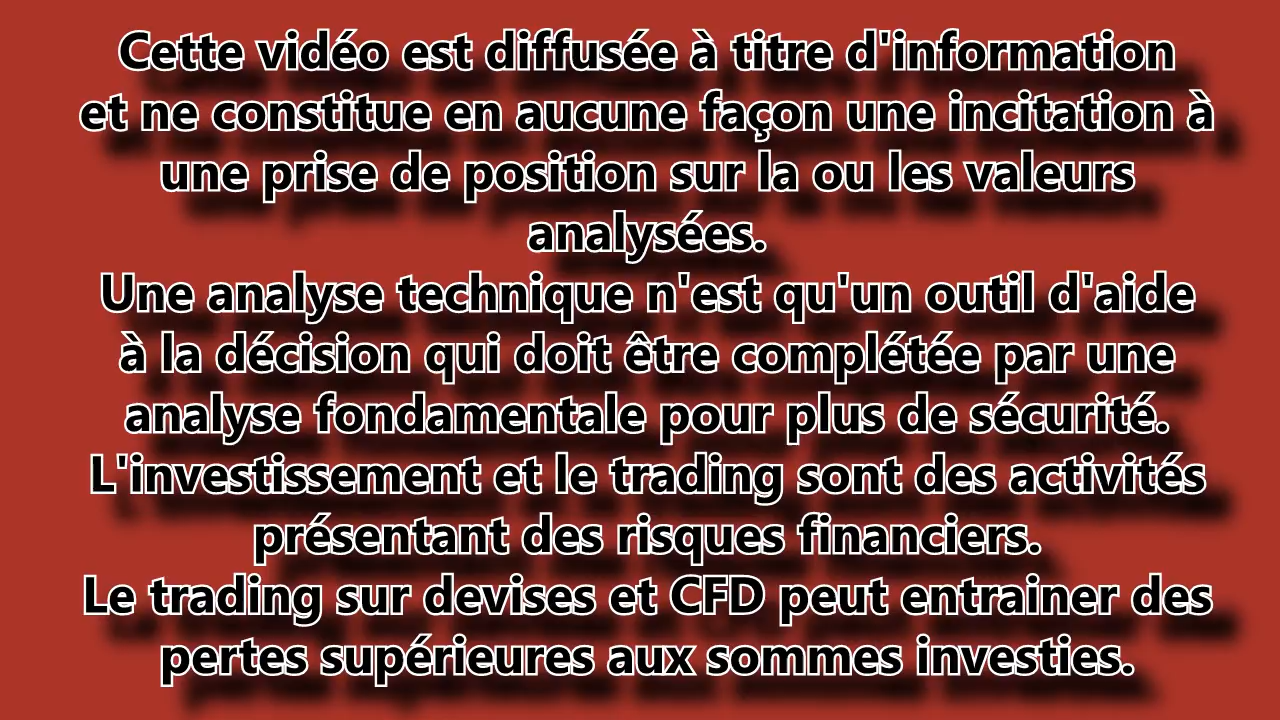 Cette vidéo est diffusée à titre d'information
et ne constitue en aucune façon une incitation à
une prise de position sur la ou les valeurs
analysées.
Une analyse technique n'est qu'un outil d'aide
à la décision qui doit être complétée par une
analyse fondamentale pour plus de sécurité.
L'investissement et le trading sont des activités
présentant des risques financiers.
Le trading sur devises et CFD peut entrainer des
pertes supérieures aux sommes investies.